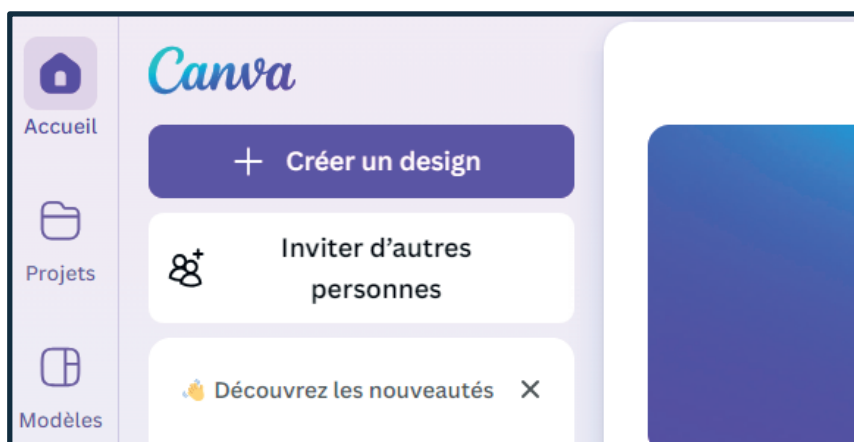 Accueil
Projets
Modèles
Canva
Créer un design
Inviter d’autres
personnes
Découvrez les nouveautés